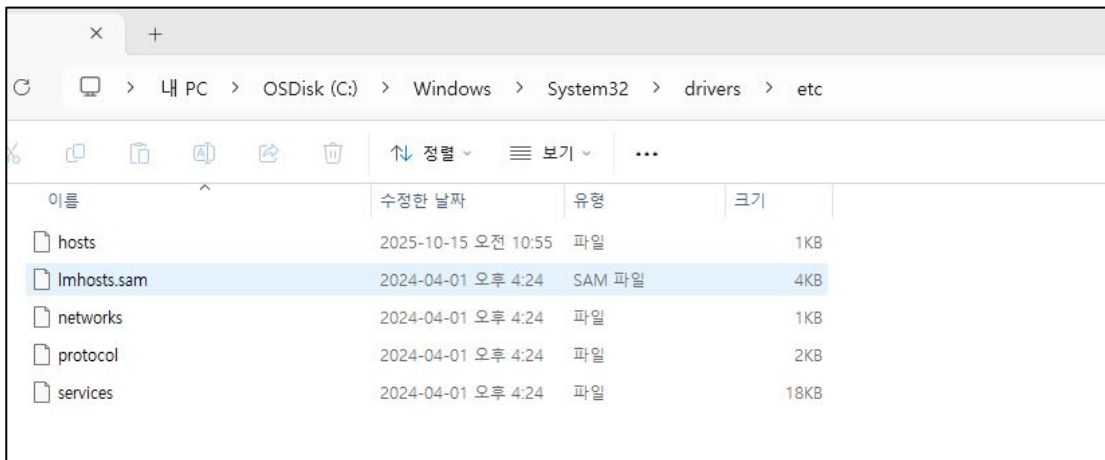 내 PC > OSDisk (C:) > Windows > System32 > drivers > etc
정렬 보기 ...
이름 수정한 날짜 유형 크기
hosts 2025-10-15 오전 10:55 파일 1KB
lmhosts.sam 2024-04-01 오후 4:24 SAM 파일 4KB
networks 2024-04-01 오후 4:24 파일 1KB
protocol 2024-04-01 오후 4:24 파일 2KB
services 2024-04-01 오후 4:24 파일 18KB